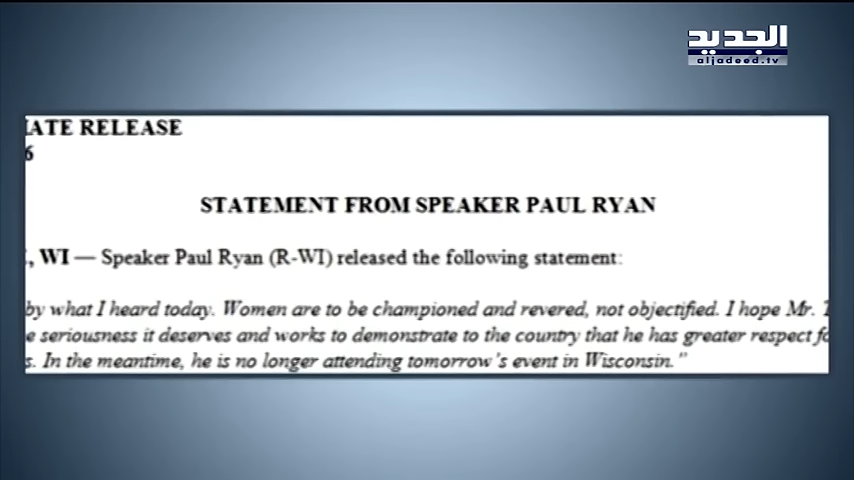 الجديد
aljadeed.tv
IATE RELEASE
6
STATEMENT FROM SPEAKER PAUL RYAN
, WI — Speaker Paul Ryan (R-WI) released the following statement:
by what I heard today. Women are to be championed and revered, not objectified. I hope Mr. T
e seriousness it deserves and works to demonstrate to the country that he has greater respect fo
s. In the meantime, he is no longer attending tomorrow's event in Wisconsin."